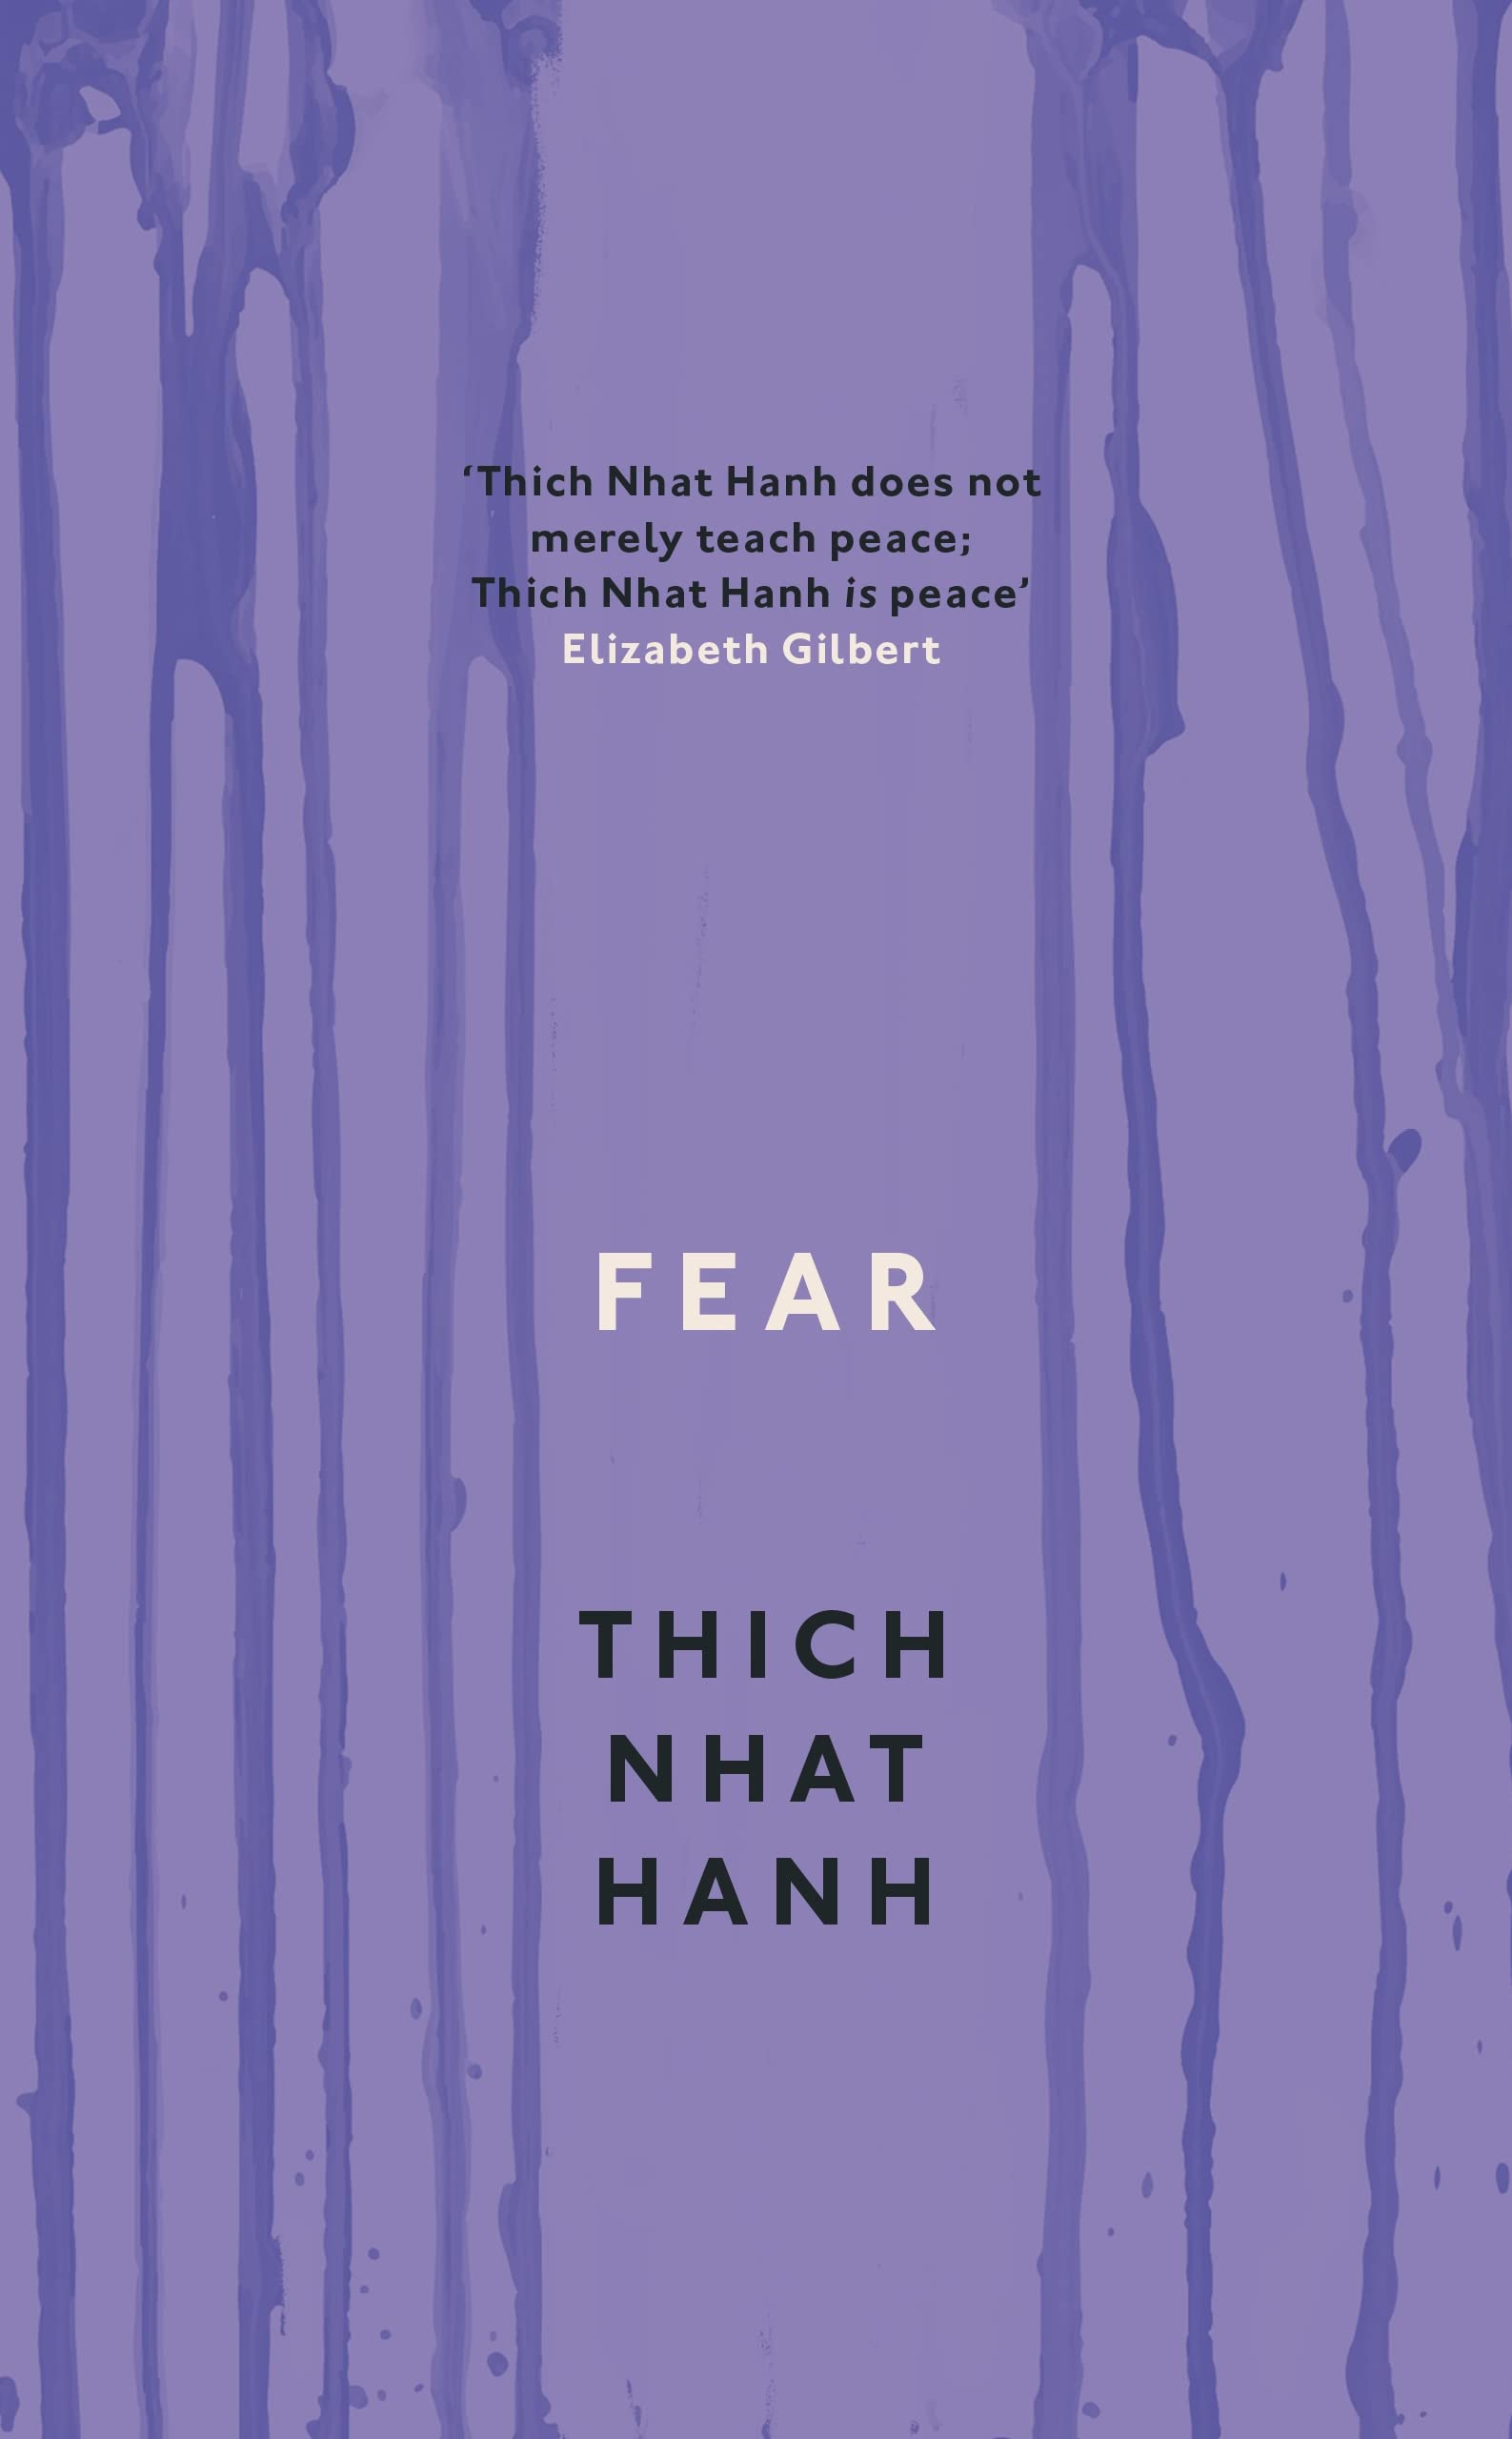 ‘Thich Nhat Hanh does not
merely teach peace;
Thich Nhat Hanh is peace’
Elizabeth Gilbert
FEAR
THICH
NHAT
HANH